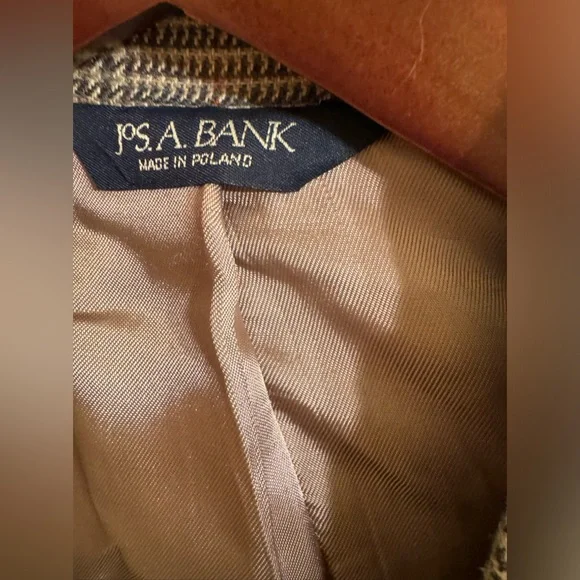 JOS. A. BANK
MADE IN POLAND